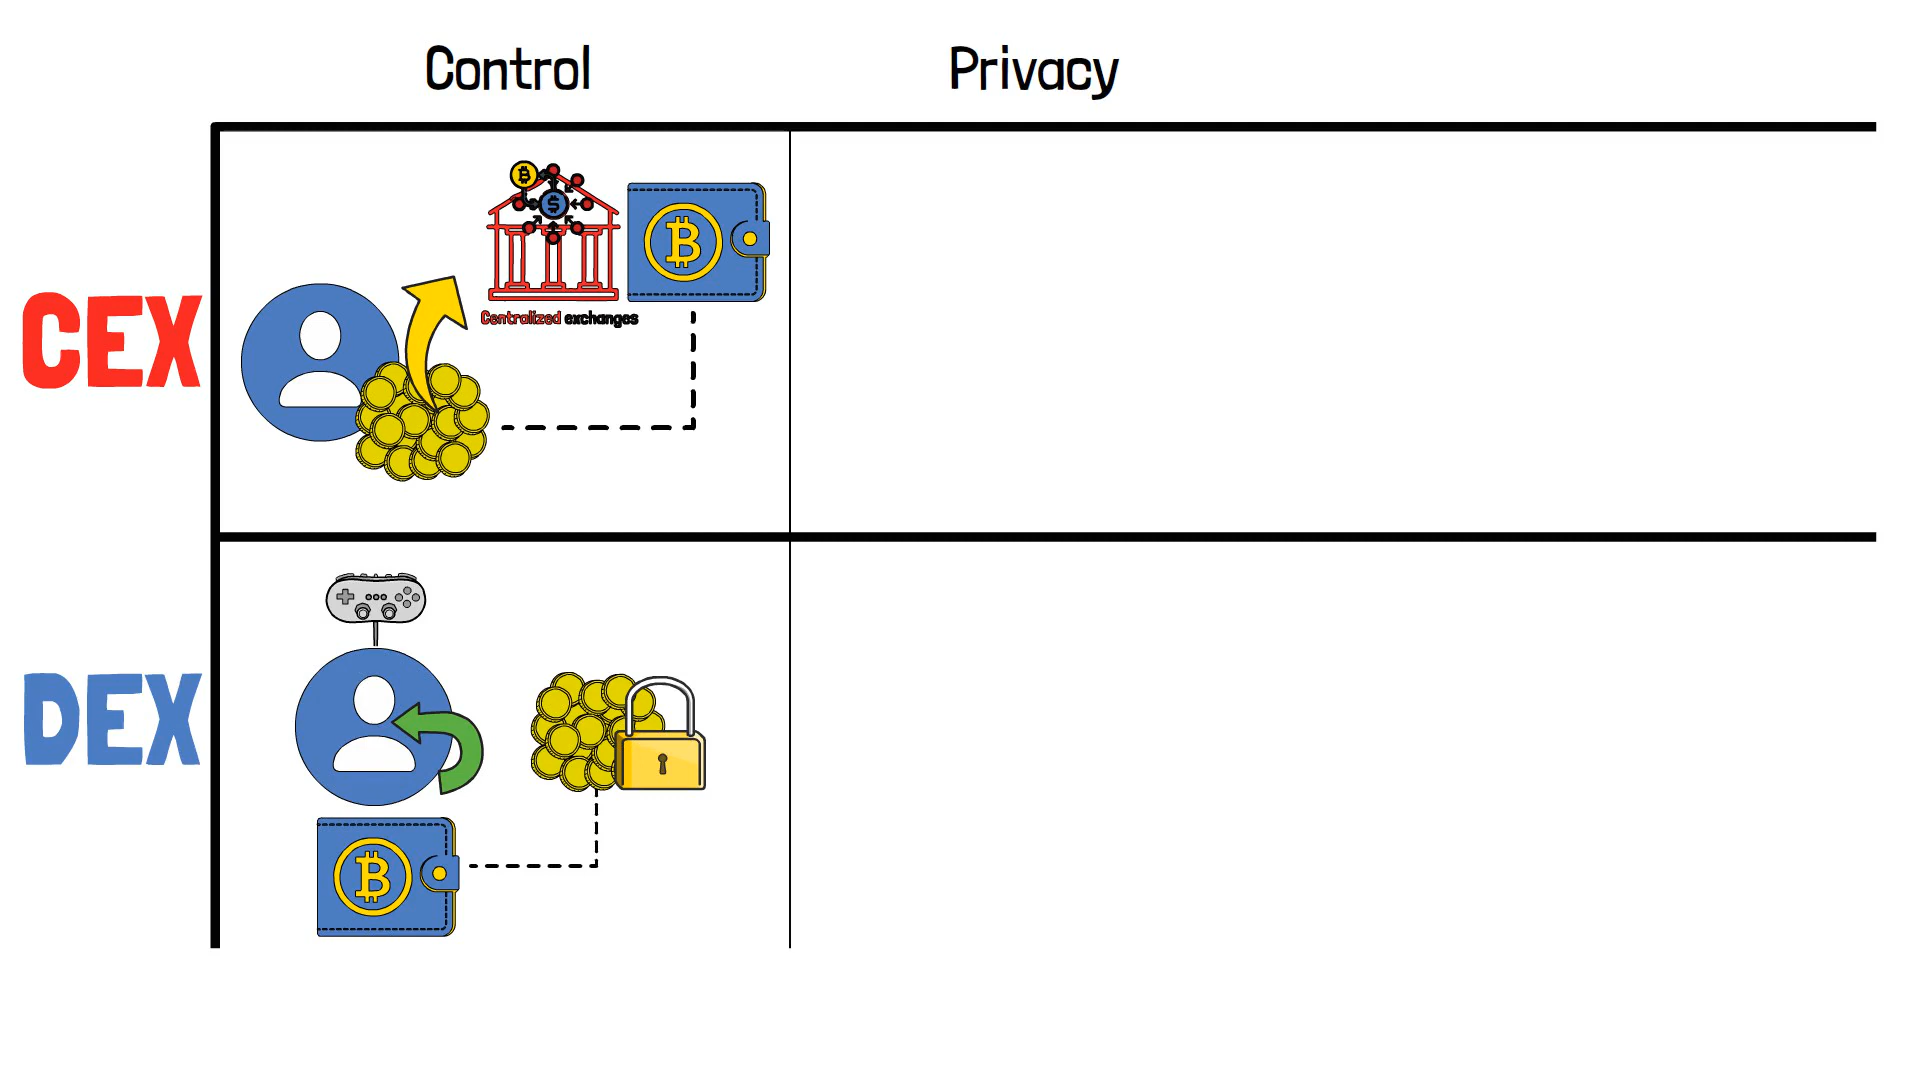 Control
Privacy
CEX
Centralized exchanges
DEX